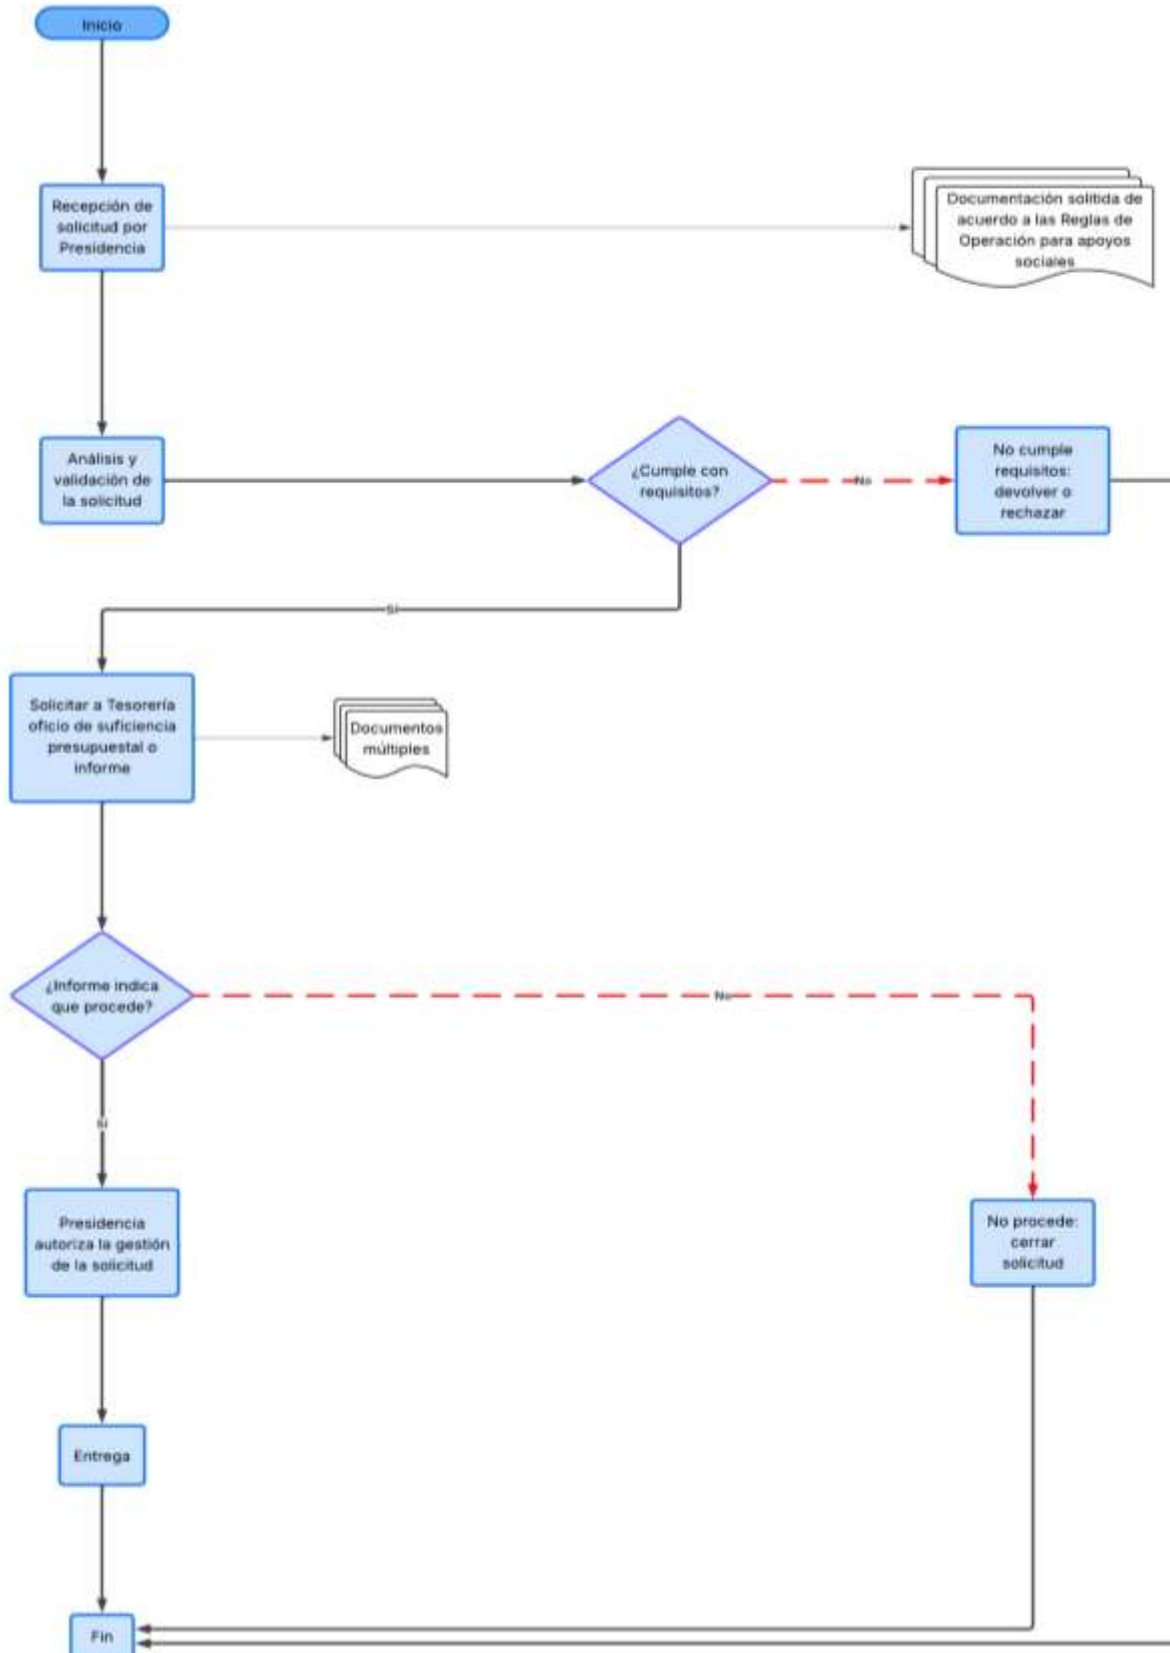 Inicio
Recepción de
solicitud por
Presidencia
Documentación solitida de
acuerdo a las Reglas de
Operación para apoyos
sociales
Análisis y
validación de
la solicitud
¿Cumple con
requisitos?
No
No cumple
requisitos:
devolver o
rechazar
Sí
Solicitar a Tesorería
oficio de suficiencia
presupuestal o
informe
Documentos
múltiples
¿Informe indica
que procede?
No
Sí
Presidencia
autoriza la gestión
de la solicitud
No procede:
cerrar
solicitud
Entrega
Fin